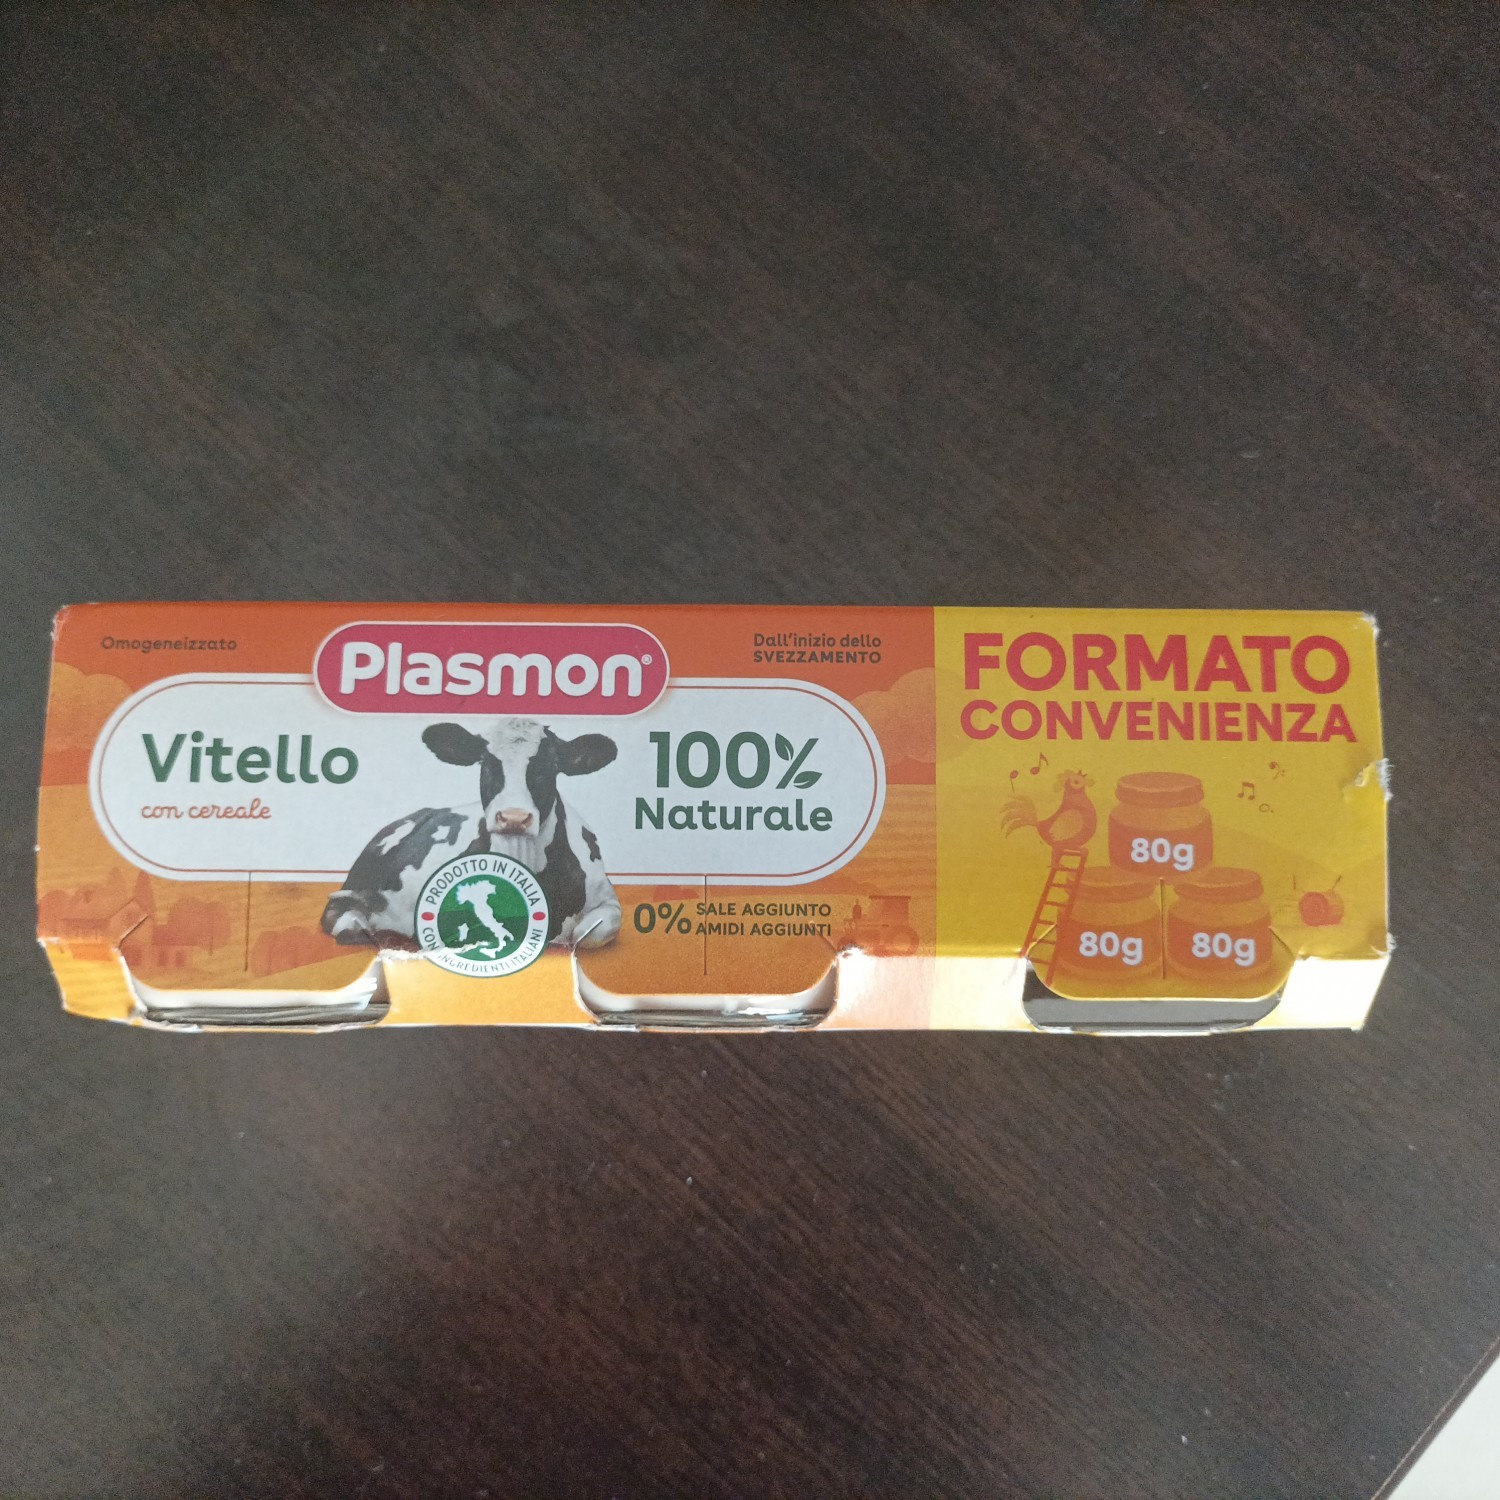 Omogeneizzato
Plasmon®
Dall'inizio dello
SVEZZAMENTO
Vitello
con cereale
100%
Naturale
PRODOTTO IN ITALIA
CON INGREDIENTI ITALIANI
0% SALE AGGIUNTO
AMIDI AGGIUNTI
FORMATO
CONVENIENZA
80g
80g 80g